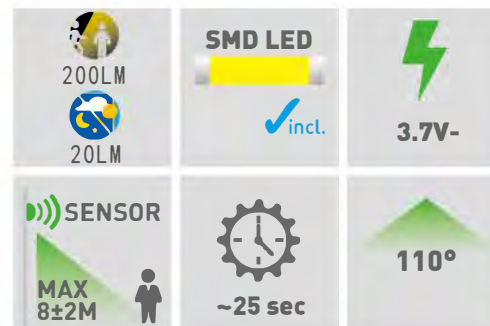 200LM
20LM
SMD LED
incl.
3.7V-
SENSOR
MAX
8±2M
~25 sec
110°